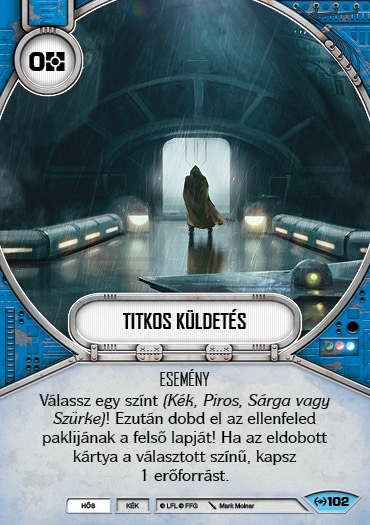 0
TITKOS KÜLDETÉS
ESEMÉNY
Válassz egy színt (Kék, Piros, Sárga vagy
Szürke)! Ezután dobd el az ellenfeled
paklijának a felső lapját! Ha az eldobott
kártya a választott színű, kapsz
1 erőforrást.
HŐS KÉK © LFL © FFG Mark Molnar 102